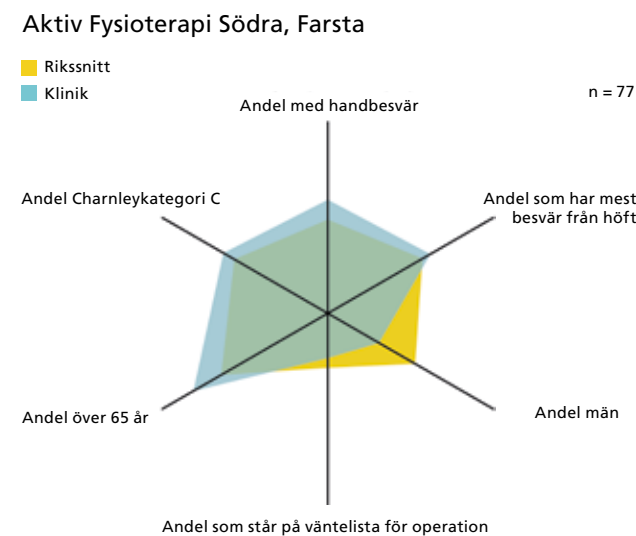 Aktiv Fysioterapi Södra, Farsta
Rikssnitt
Klinik
n = 77
Andel med handbesvär
Andel Charnleykategori C
Andel som har mest
besvär från höft
Andel över 65 år
Andel män
Andel som står på väntelista för operation